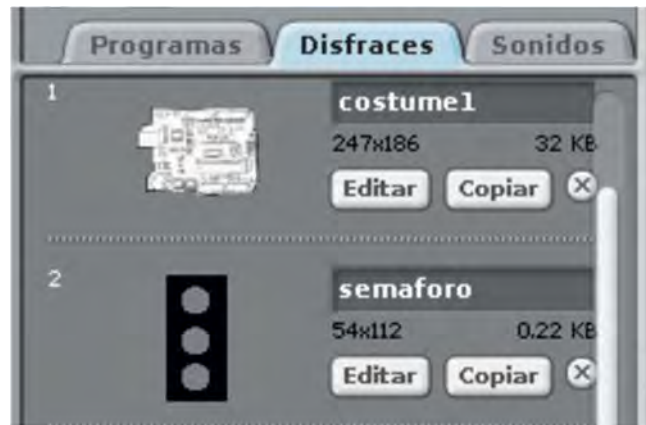 Programas Disfraces Sonidos
1
costume1
247x186 32 KB
Editar Copiar
2
semaforo
54x112 0.22 KB
Editar Copiar